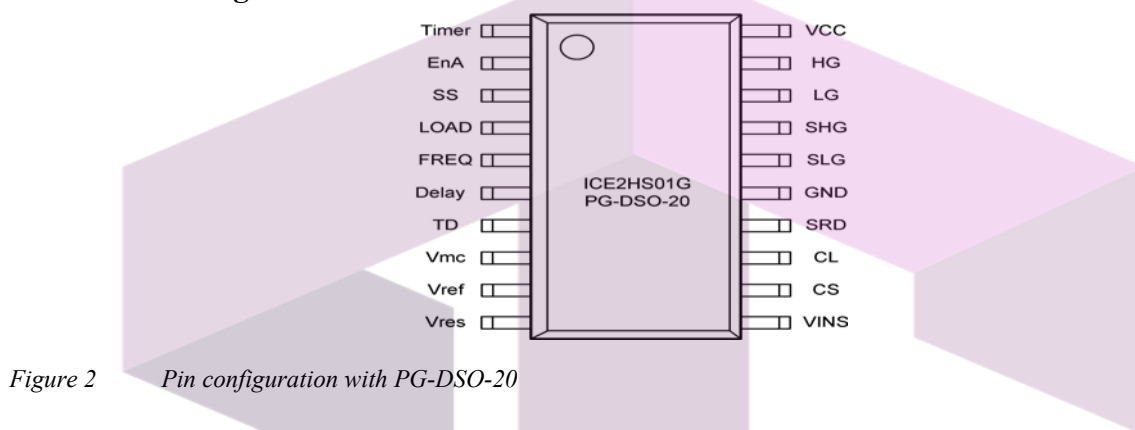 Timer VCC
EnA HG
SS LG
LOAD SHG
FREQ SLG
ICE2HS01G
Delay GND
PG-DSO-20
TD SRD
Vmc CL
Vref CS
Vres VINS
Figure 2 Pin configuration with PG-DSO-20